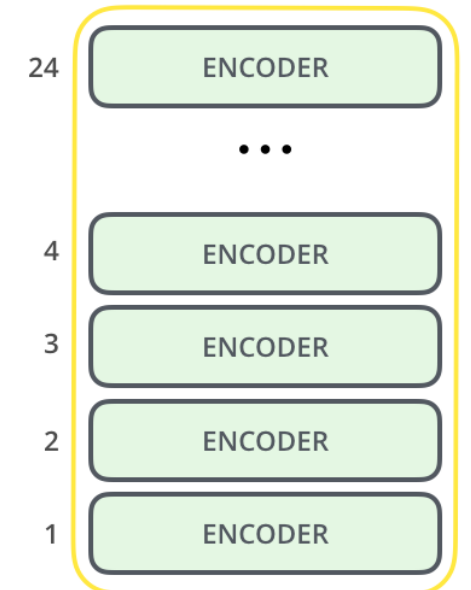 24 ENCODER
...
4 ENCODER
3 ENCODER
2 ENCODER
1 ENCODER